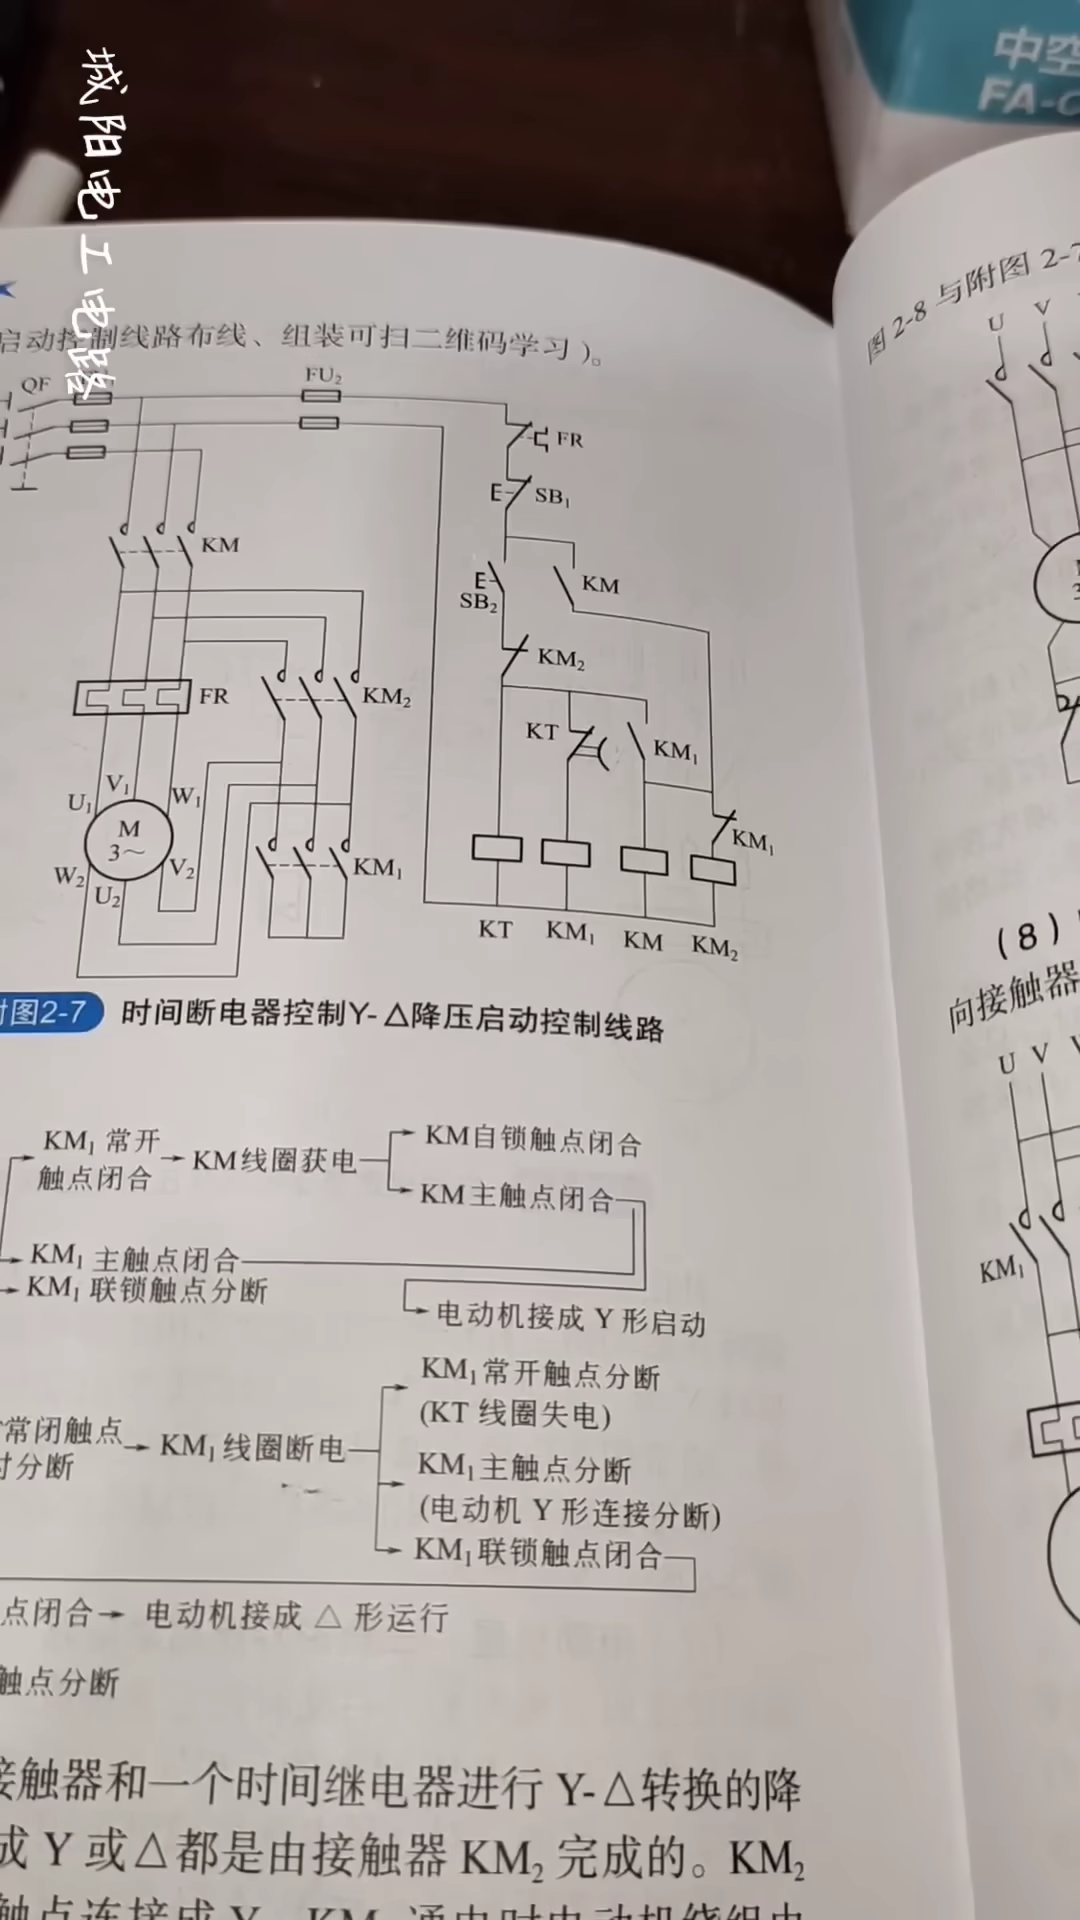 城阳电工电路
中空
FA-
启动控制线路布线、组装可扫二维码学习）。
图 2-8 与附图 2-7
U V
QF
FU₂
FR
E SB₁
KM
E SB₂
KM
KM₂
FR
KM₂
KT
KM₁
U₁ V₁ W₁
M
3～
W₂ U₂ V₂
KM₁
KM₁
KT KM₁ KM KM₂
附图2-7 时间断电器控制Y-△降压启动控制线路
(8)
向接触器
U V
KM₁
KM₁ 常开
触点闭合
KM 线圈获电
KM自锁触点闭合
KM 主触点闭合
KM₁ 主触点闭合
KM₁ 联锁触点分断
电动机接成 Y 形启动
常闭触点
时分断
KM₁ 线圈断电
KM₁常开触点分断
(KT 线圈失电)
KM₁主触点分断
(电动机 Y 形连接分断)
KM₁联锁触点闭合
点闭合→ 电动机接成 △ 形运行
触点分断
接触器和一个时间继电器进行 Y-△转换的降
成 Y 或△都是由接触器 KM₂ 完成的。KM₂